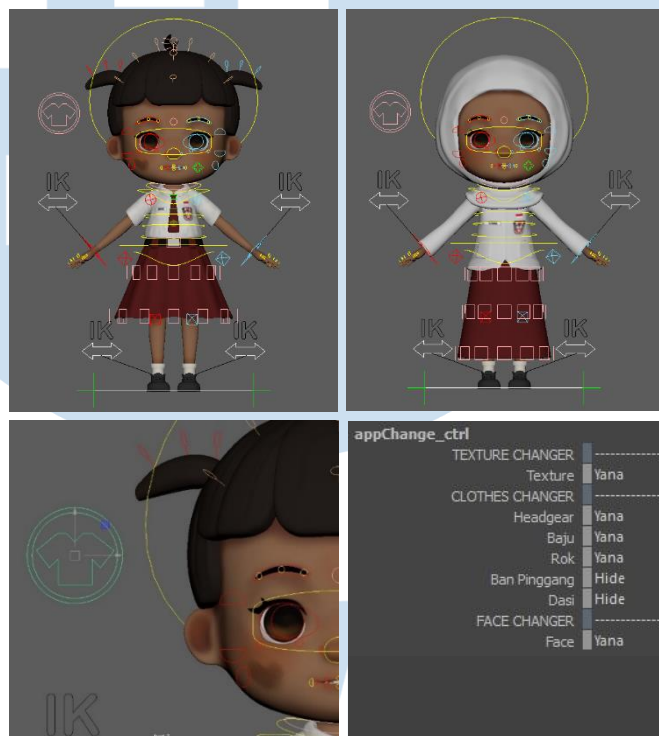 IK IK
IK IK
IK IK
IK IK
IK
appChange_ctrl
TEXTURE CHANGER ----------
Texture Yana
CLOTHES CHANGER ----------
Headgear Yana
Baju Yana
Rok Yana
Ban Pinggang Hide
Dasi Hide
FACE CHANGER ----------
Face Yana